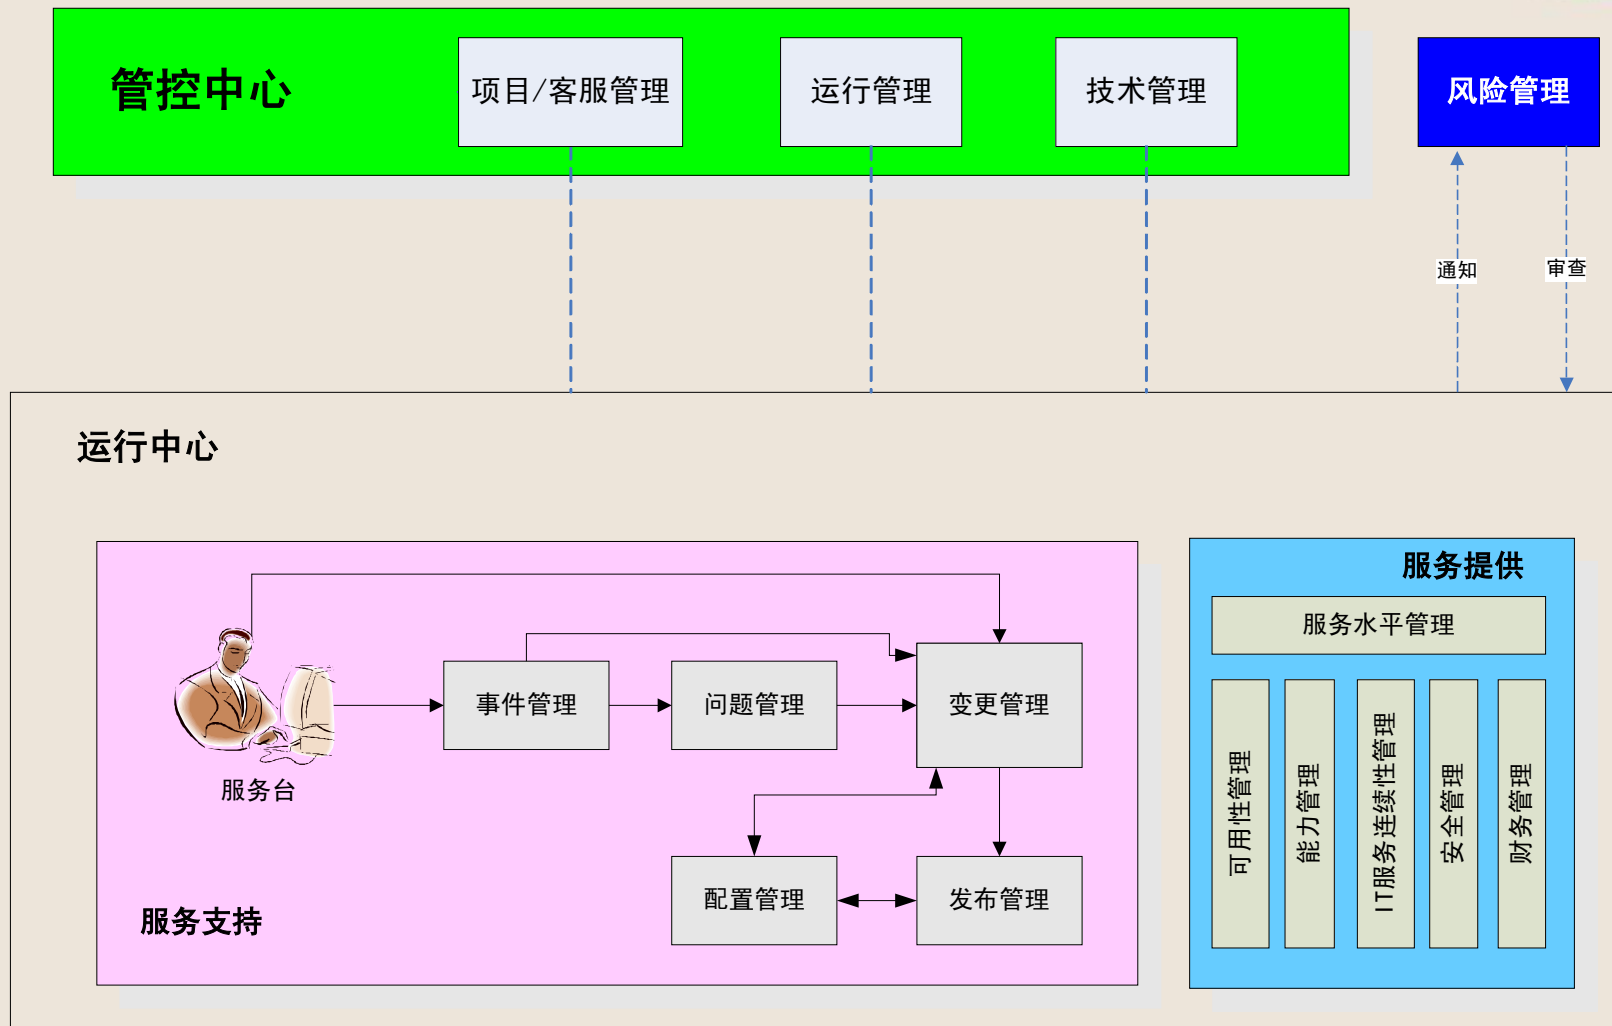 管控中心
项目/客服管理
运行管理
技术管理
风险管理
通知
审查
运行中心
服务台
事件管理
问题管理
变更管理
配置管理
发布管理
服务支持
服务提供
服务水平管理
可用性管理
能力管理
IT服务连续性管理
安全管理
财务管理